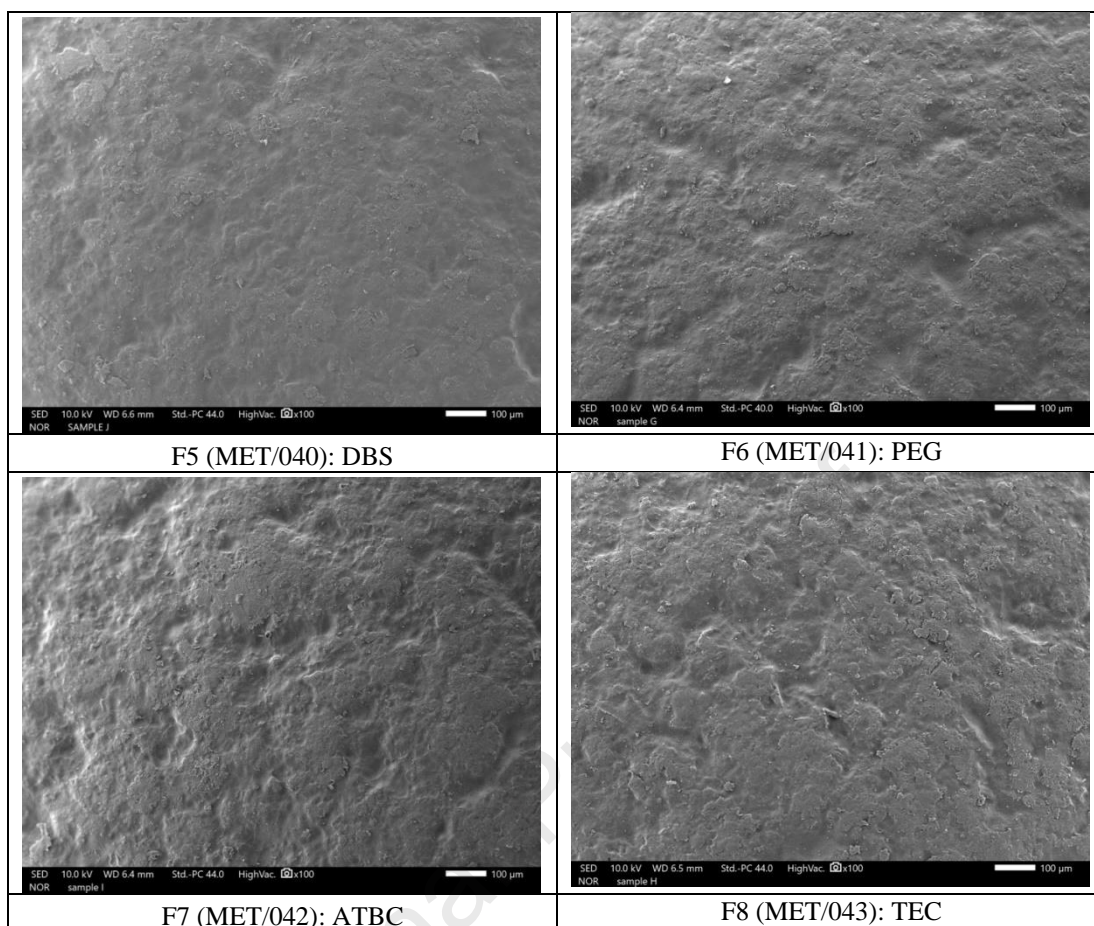 SED 10.0 kV WD 6.6 mm Std.-PC 44.0 HighVac. x100 100 µm
NOR SAMPLE J
SED 10.0 kV WD 6.4 mm Std.-PC 40.0 HighVac. x100 100 µm
NOR sample G
F5 (MET/040): DBS
F6 (MET/041): PEG
SED 10.0 kV WD 6.4 mm Std.-PC 44.0 HighVac. x100 100 µm
NOR sample I
SED 10.0 kV WD 6.5 mm Std.-PC 44.0 HighVac. x100 100 µm
NOR sample H
F7 (MET/042): ATBC
F8 (MET/043): TEC